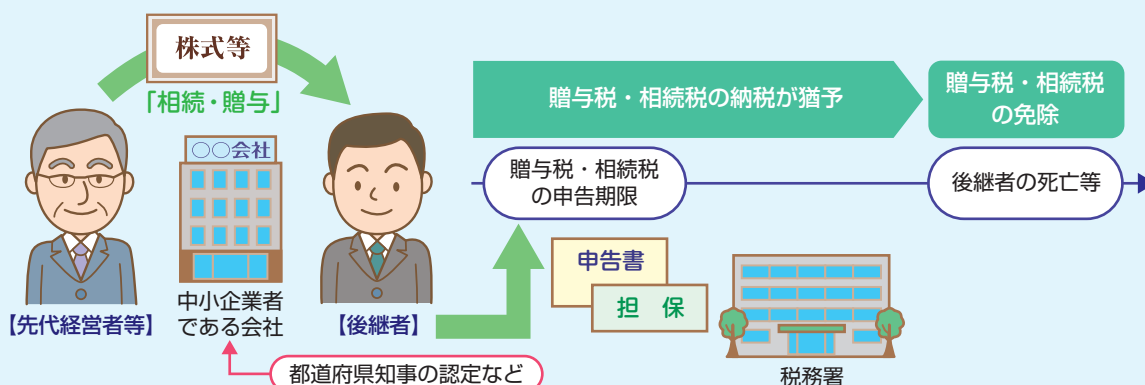 株式等
「相続・贈与」
〇〇会社
【先代経営者等】
中小企業者
である会社
【後継者】
都道府県知事の認定など
贈与税・相続税の納税が猶予
贈与税・相続税
の免除
贈与税・相続税
の申告期限
後継者の死亡等
申告書
担 保
税務署